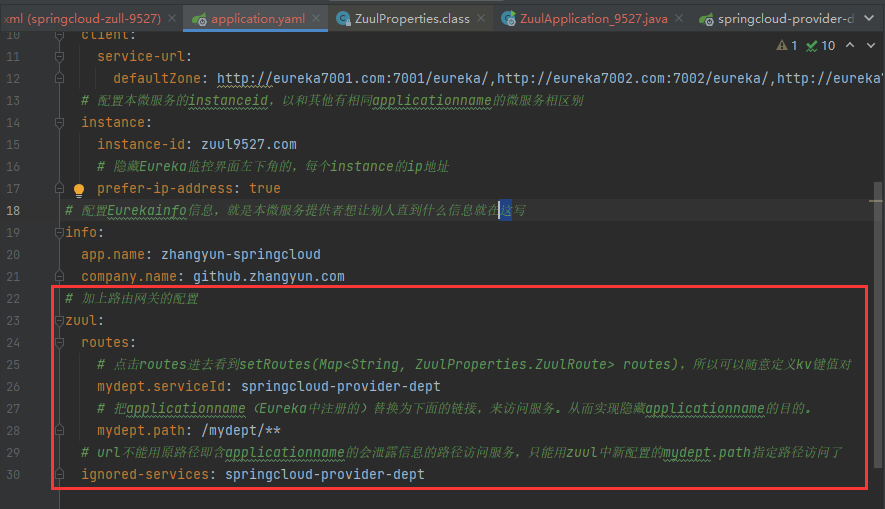 xml (springcloud-zull-9527) × application.yaml × ZuulProperties.class × ZuulApplication_9527.java × springcloud-provider-d
1 10
10 client:
11 service-url:
12 defaultZone: http://eureka7001.com:7001/eureka/,http://eureka7002.com:7002/eureka/,http://eureka
13 # 配置本微服务的instanceid，以和其他有相同applicationname的微服务相区别
14 instance:
15 instance-id: zuul9527.com
16 # 隐藏Eureka监控界面左下角的，每个instance的ip地址
17 prefer-ip-address: true
18 # 配置Eurekainfo信息，就是本微服务提供者想让别人直到什么信息就在这写
19 info:
20 app.name: zhangyun-springcloud
21 company.name: github.zhangyun.com
22 # 加上路由网关的配置
23 zuul:
24 routes:
25 # 点击routes进去看到setRoutes(Map<String, ZuulProperties.ZuulRoute> routes)，所以可以随意定义kv键值对
26 mydept.serviceId: springcloud-provider-dept
27 # 把applicationname（Eureka中注册的）替换为下面的链接，来访问服务。从而实现隐藏applicationname的目的。
28 mydept.path: /mydept/**
29 # url不能用原路径即含applicationname的会泄露信息的路径访问服务，只能用zuul中新配置的mydept.path指定路径访问了
30 ignored-services: springcloud-provider-dept